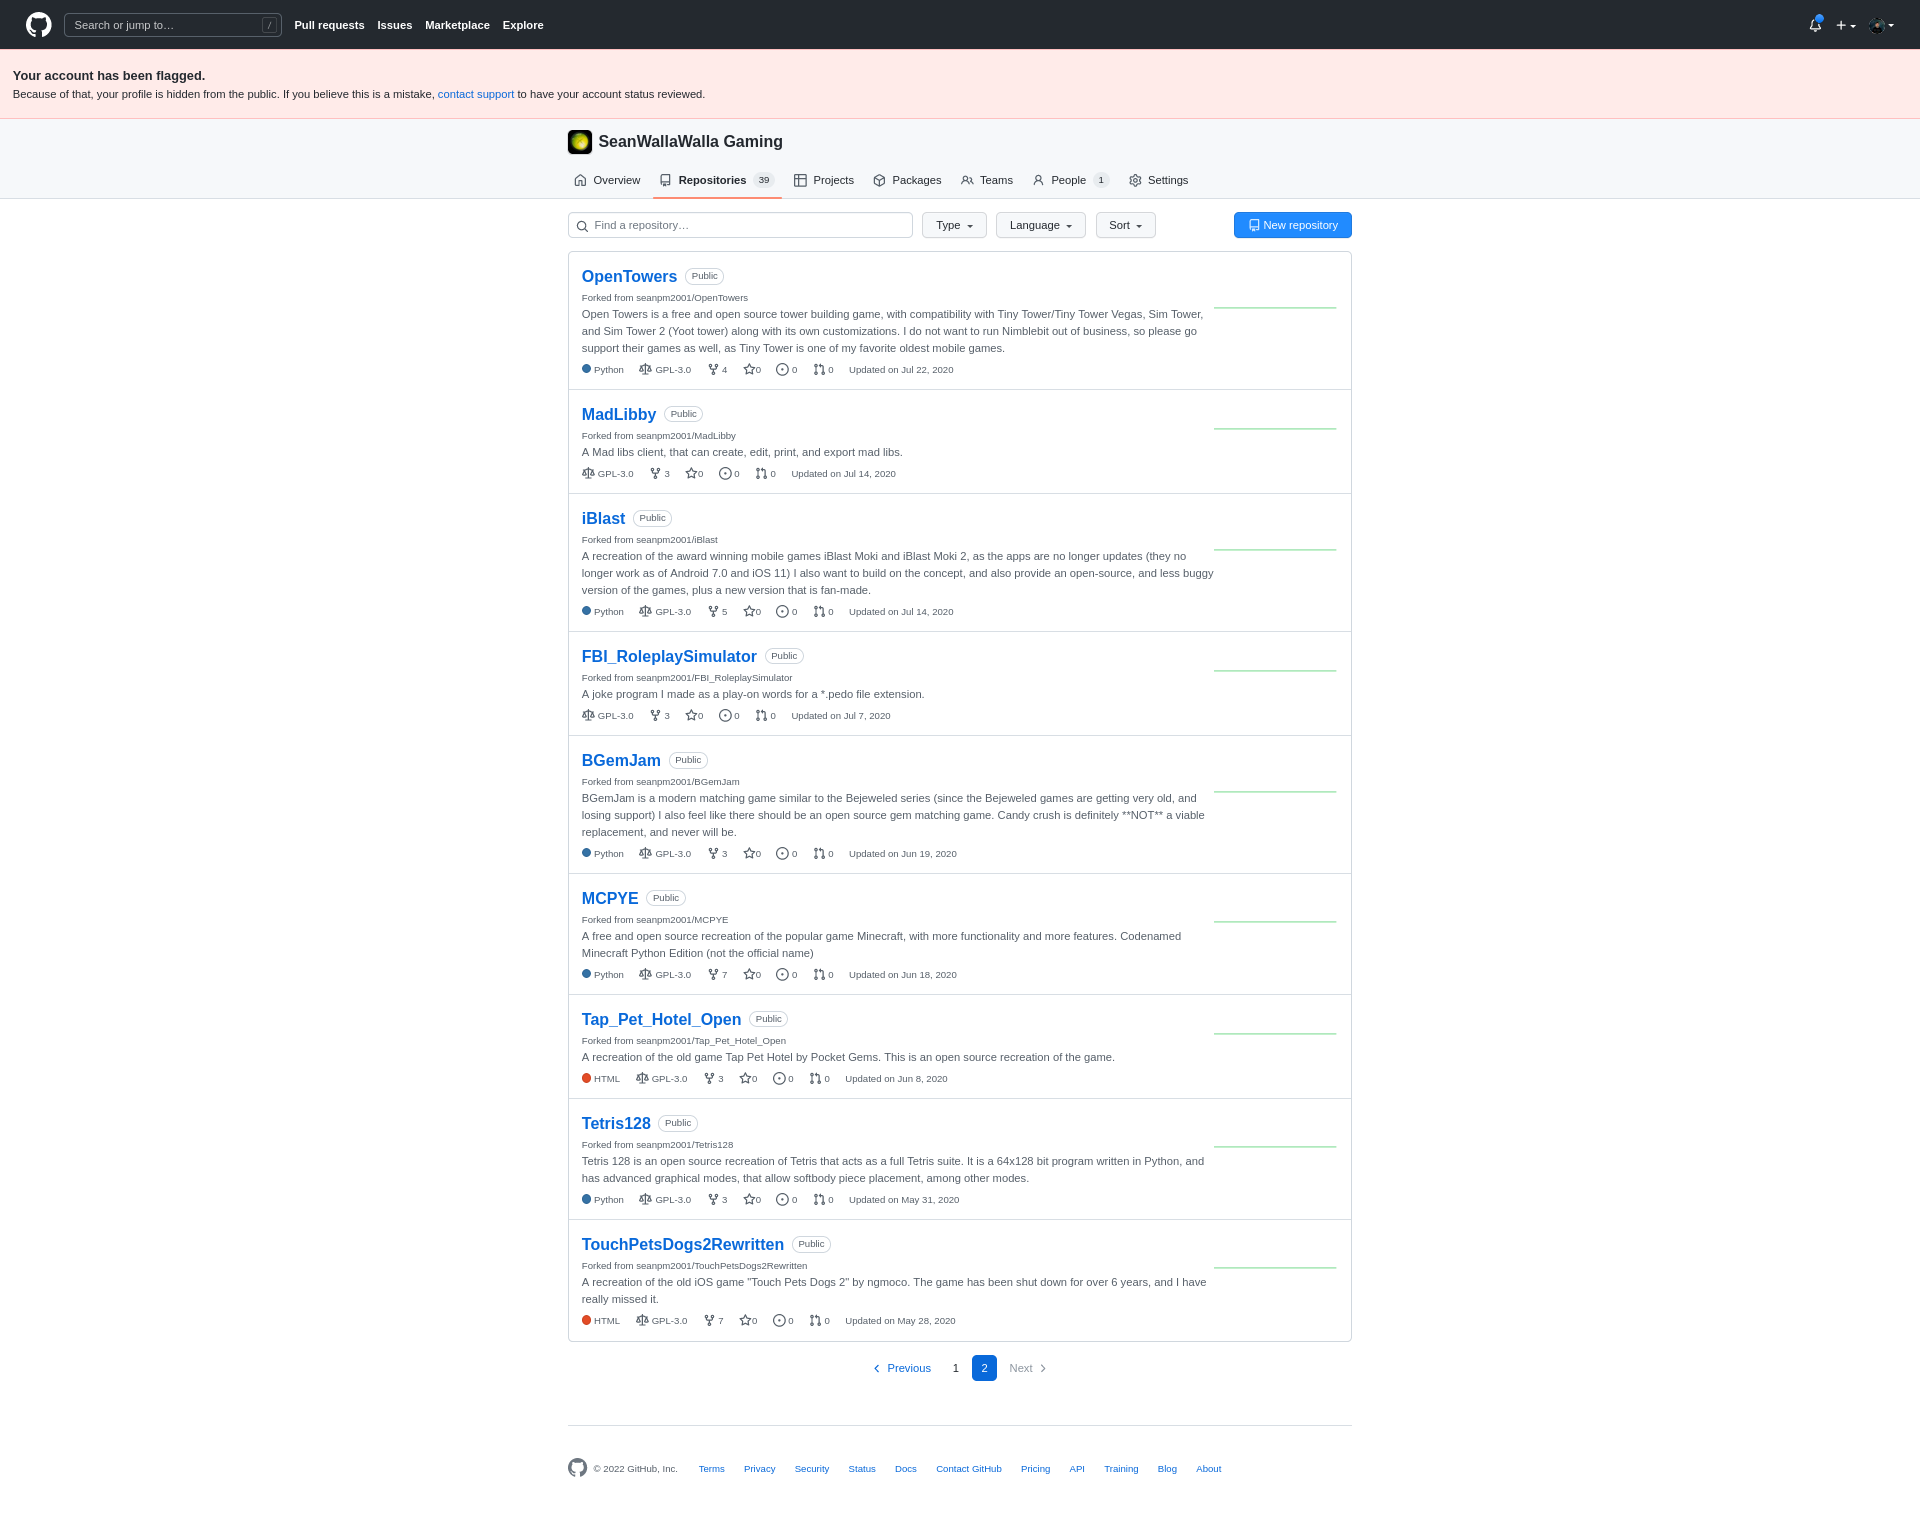 Search or jump to… / Pull requests Issues Marketplace Explore
Your account has been flagged.
Because of that, your profile is hidden from the public. If you believe this is a mistake, contact support to have your account status reviewed.
SeanWallaWalla Gaming
Overview Repositories 39 Projects Packages Teams People 1 Settings
Find a repository… Type Language Sort New repository
OpenTowers Public
Forked from seanpm2001/OpenTowers
Open Towers is a free and open source tower building game, with compatibility with Tiny Tower/Tiny Tower Vegas, Sim Tower,
and Sim Tower 2 (Yoot tower) along with its own customizations. I do not want to run Nimblebit out of business, so please go
support their games as well, as Tiny Tower is one of my favorite oldest mobile games.
Python GPL-3.0 4 0 0 0 Updated on Jul 22, 2020
MadLibby Public
Forked from seanpm2001/MadLibby
A Mad libs client, that can create, edit, print, and export mad libs.
GPL-3.0 3 0 0 0 Updated on Jul 14, 2020
iBlast Public
Forked from seanpm2001/iBlast
A recreation of the award winning mobile games iBlast Moki and iBlast Moki 2, as the apps are no longer updates (they no
longer work as of Android 7.0 and iOS 11) I also want to build on the concept, and also provide an open-source, and less buggy
version of the games, plus a new version that is fan-made.
Python GPL-3.0 5 0 0 0 Updated on Jul 14, 2020
FBI_RoleplaySimulator Public
Forked from seanpm2001/FBI_RoleplaySimulator
A joke program I made as a play-on words for a *.pedo file extension.
GPL-3.0 3 0 0 0 Updated on Jul 7, 2020
BGemJam Public
Forked from seanpm2001/BGemJam
BGemJam is a modern matching game similar to the Bejeweled series (since the Bejeweled games are getting very old, and
losing support) I also feel like there should be an open source gem matching game. Candy crush is definitely **NOT** a viable
replacement, and never will be.
Python GPL-3.0 3 0 0 0 Updated on Jun 19, 2020
MCPYE Public
Forked from seanpm2001/MCPYE
A free and open source recreation of the popular game Minecraft, with more functionality and more features. Codenamed
Minecraft Python Edition (not the official name)
Python GPL-3.0 7 0 0 0 Updated on Jun 18, 2020
Tap_Pet_Hotel_Open Public
Forked from seanpm2001/Tap_Pet_Hotel_Open
A recreation of the old game Tap Pet Hotel by Pocket Gems. This is an open source recreation of the game.
HTML GPL-3.0 3 0 0 0 Updated on Jun 8, 2020
Tetris128 Public
Forked from seanpm2001/Tetris128
Tetris 128 is an open source recreation of Tetris that acts as a full Tetris suite. It is a 64x128 bit program written in Python, and
has advanced graphical modes, that allow softbody piece placement, among other modes.
Python GPL-3.0 3 0 0 0 Updated on May 31, 2020
TouchPetsDogs2Rewritten Public
Forked from seanpm2001/TouchPetsDogs2Rewritten
A recreation of the old iOS game "Touch Pets Dogs 2" by ngmoco. The game has been shut down for over 6 years, and I have
really missed it.
HTML GPL-3.0 7 0 0 0 Updated on May 28, 2020
Previous 1 2 Next
© 2022 GitHub, Inc. Terms Privacy Security Status Docs Contact GitHub Pricing API Training Blog About